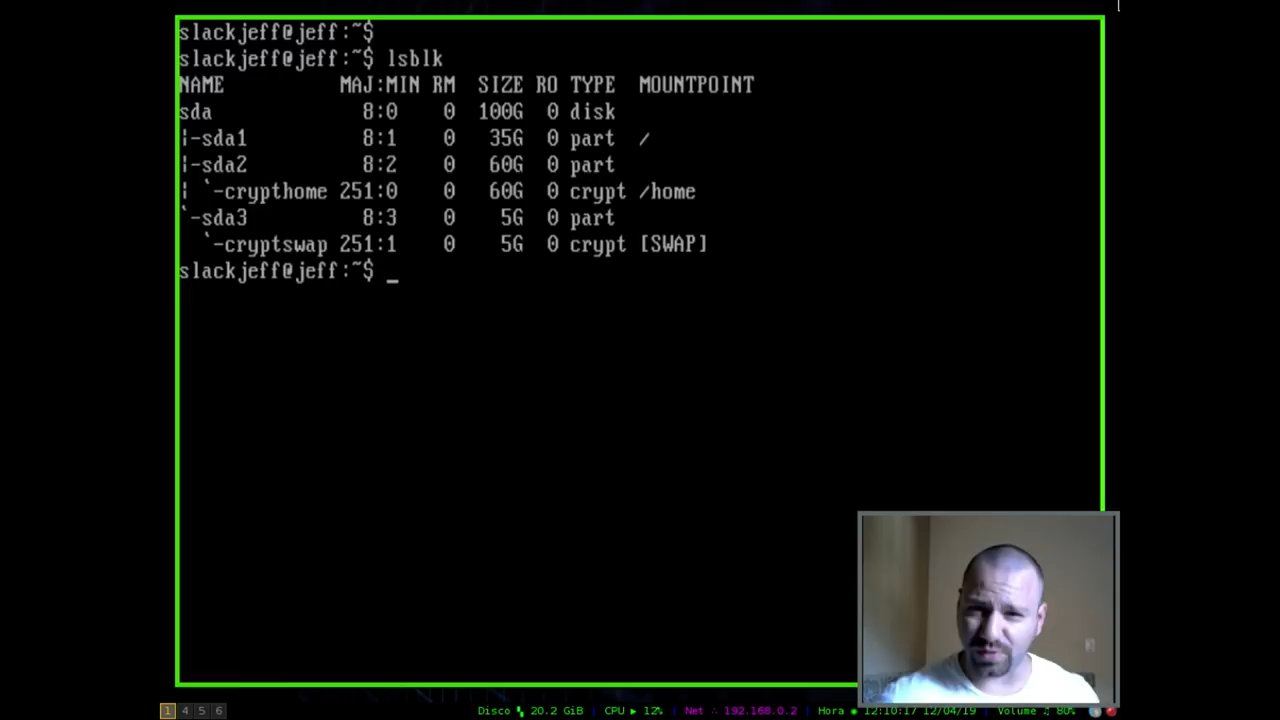 slackjeff@jeff:~$
slackjeff@jeff:~$ lsblk
NAME MAJ:MIN RM SIZE RO TYPE MOUNTPOINT
sda 8:0 0 100G 0 disk
¦-sda1 8:1 0 35G 0 part /
¦-sda2 8:2 0 60G 0 part
¦ `-crypthome 251:0 0 60G 0 crypt /home
`-sda3 8:3 0 5G 0 part
`-cryptswap 251:1 0 5G 0 crypt [SWAP]
slackjeff@jeff:~$ _
1 4 5 6 Disco 20.2 GiB | CPU ▶ 12% | Net 192.168.0.2 | Hora 12:10:17 12/04/19 | Volume ♫ 80%